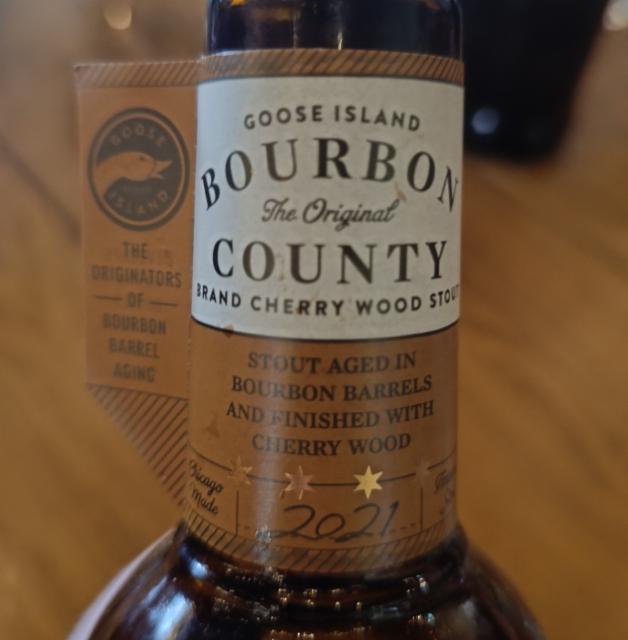 GOOSE ISLAND
BOURBON
The Original
COUNTY
BRAND CHERRY WOOD STOUT
STOUT AGED IN
BOURBON BARRELS
AND FINISHED WITH
CHERRY WOOD
Chicago
Made
2021
GOOSE
ISLAND
THE
ORIGINATORS
OF
BOURBON
BARREL
AGING